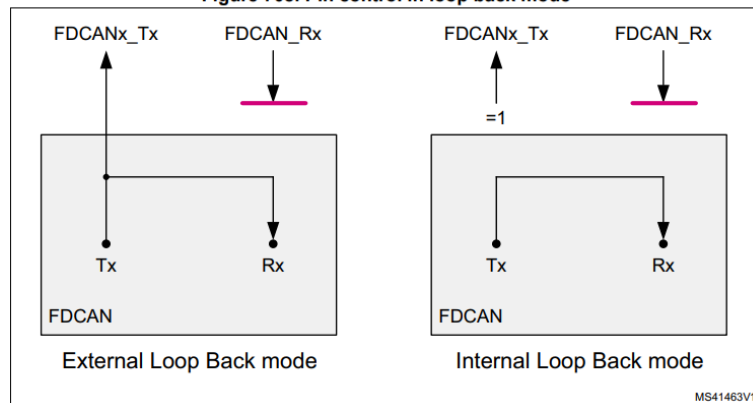 FDCANx_Tx FDCAN_Rx FDCANx_Tx FDCAN_Rx
=1
Tx Rx Tx Rx
FDCAN FDCAN
External Loop Back mode Internal Loop Back mode
MS41463V1